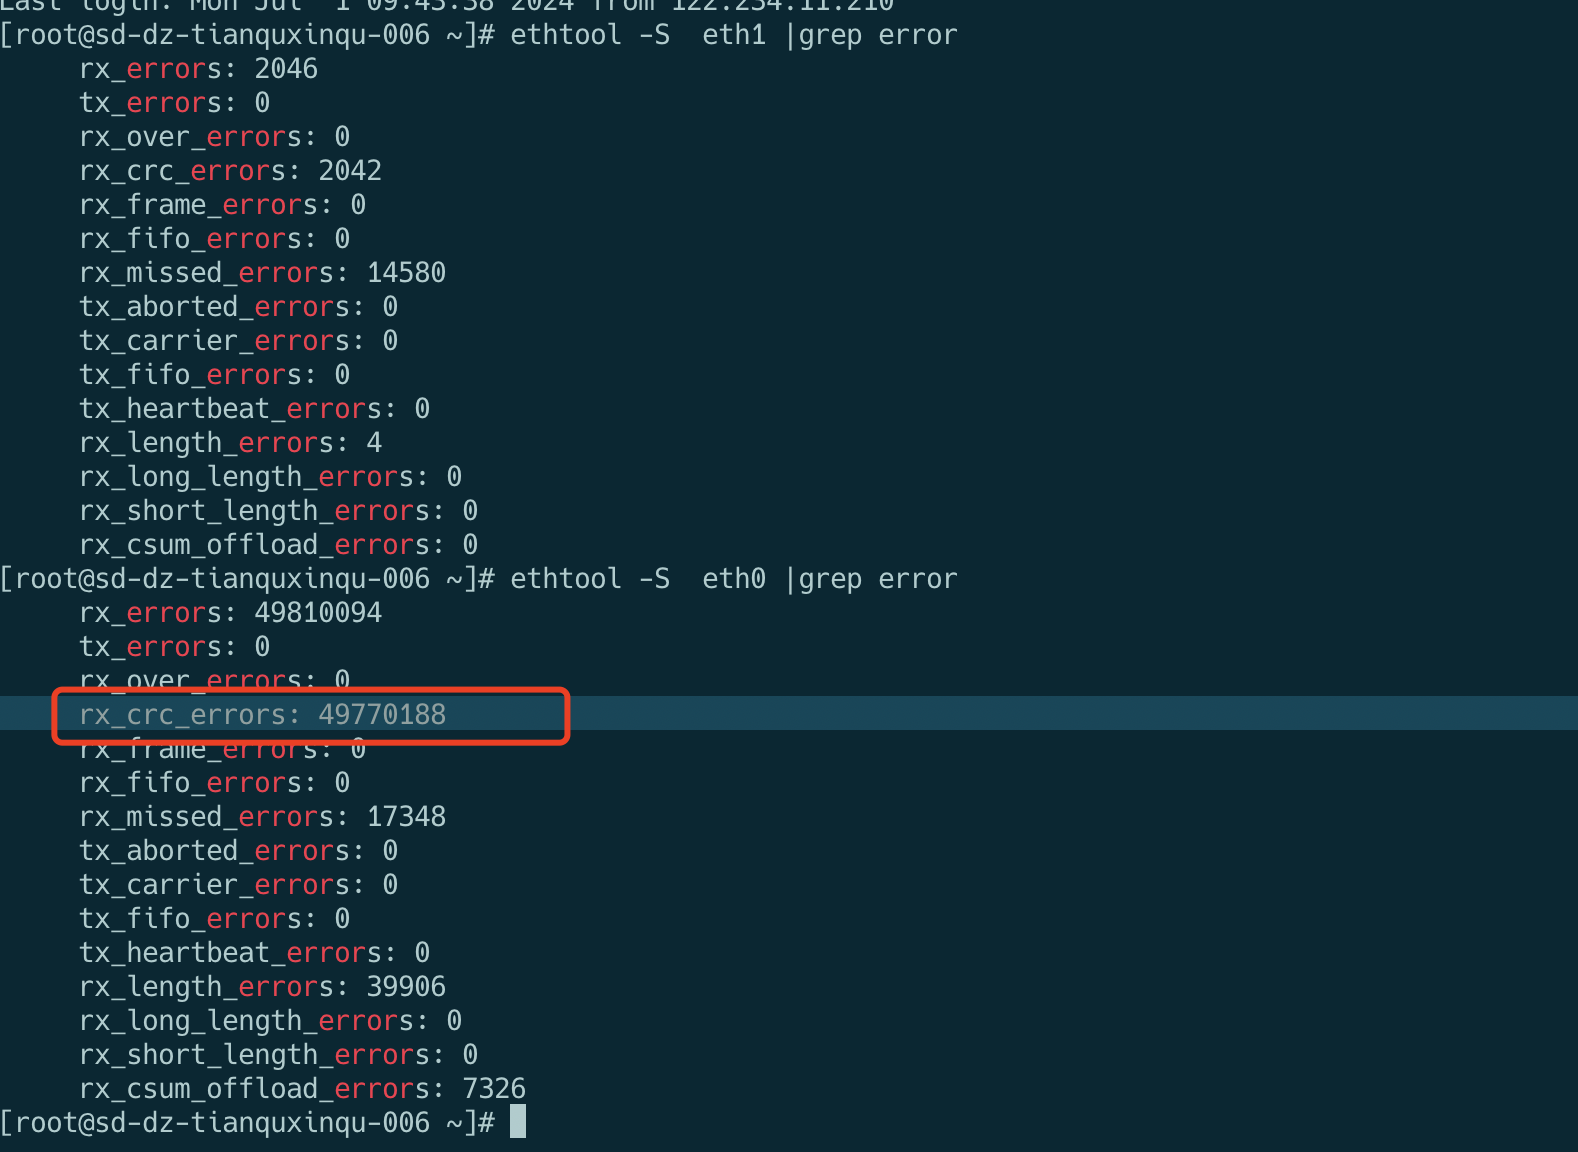 Last login: Mon Jul  1 09:43:38 2024 from 122.234.11.210
[root@sd-dz-tianquxinqu-006 ~]# ethtool -S  eth1 |grep error
     rx_errors: 2046
     tx_errors: 0
     rx_over_errors: 0
     rx_crc_errors: 2042
     rx_frame_errors: 0
     rx_fifo_errors: 0
     rx_missed_errors: 14580
     tx_aborted_errors: 0
     tx_carrier_errors: 0
     tx_fifo_errors: 0
     tx_heartbeat_errors: 0
     rx_length_errors: 4
     rx_long_length_errors: 0
     rx_short_length_errors: 0
     rx_csum_offload_errors: 0
[root@sd-dz-tianquxinqu-006 ~]# ethtool -S  eth0 |grep error
     rx_errors: 49810094
     tx_errors: 0
     rx_over_errors: 0
     rx_crc_errors: 49770188
     rx_frame_errors: 0
     rx_fifo_errors: 0
     rx_missed_errors: 17348
     tx_aborted_errors: 0
     tx_carrier_errors: 0
     tx_fifo_errors: 0
     tx_heartbeat_errors: 0
     rx_length_errors: 39906
     rx_long_length_errors: 0
     rx_short_length_errors: 0
     rx_csum_offload_errors: 7326
[root@sd-dz-tianquxinqu-006 ~]#